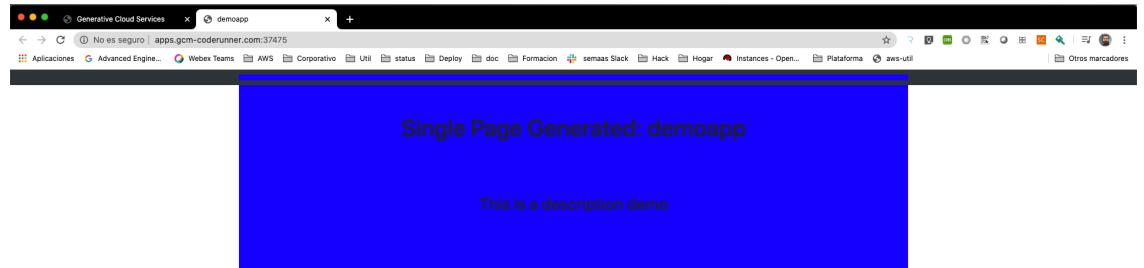 Generative Cloud Services demoapp
No es seguro apps.gcm-coderunner.com:37475
Aplicaciones Advanced Engine... Webex Teams AWS Corporativo Util status Deploy doc Formacion semaas Slack Hack Hogar Instances - Open... Plataforma aws-util Otros marcadores
Single Page Generated: demoapp
This is a description demo